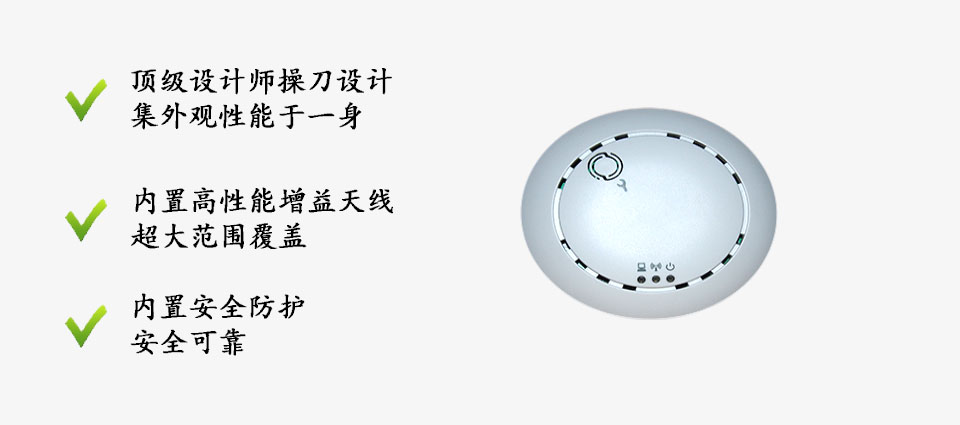 顶级设计师操刀设计
集外观性能于一身
内置高性能增益天线
超大范围覆盖
内置安全防护
安全可靠